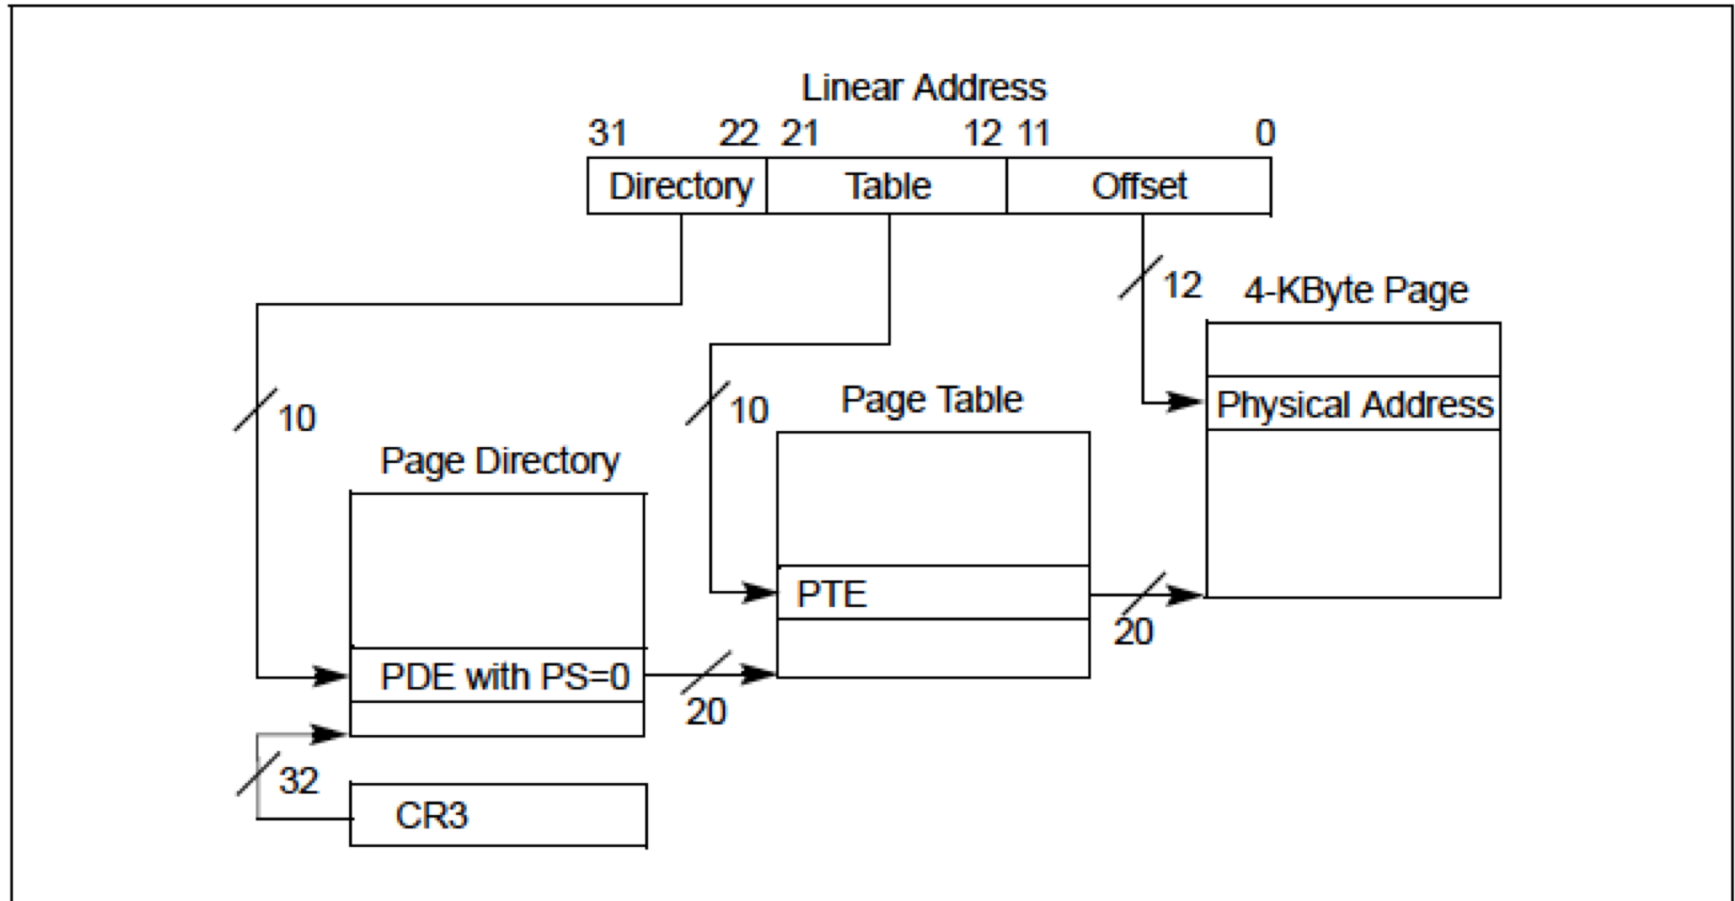 Linear Address
31 22 21 12 11 0
Directory Table Offset
12
4-KByte Page
Physical Address
10
10
Page Table
Page Directory
PTE
20
PDE with PS=0
20
32
CR3